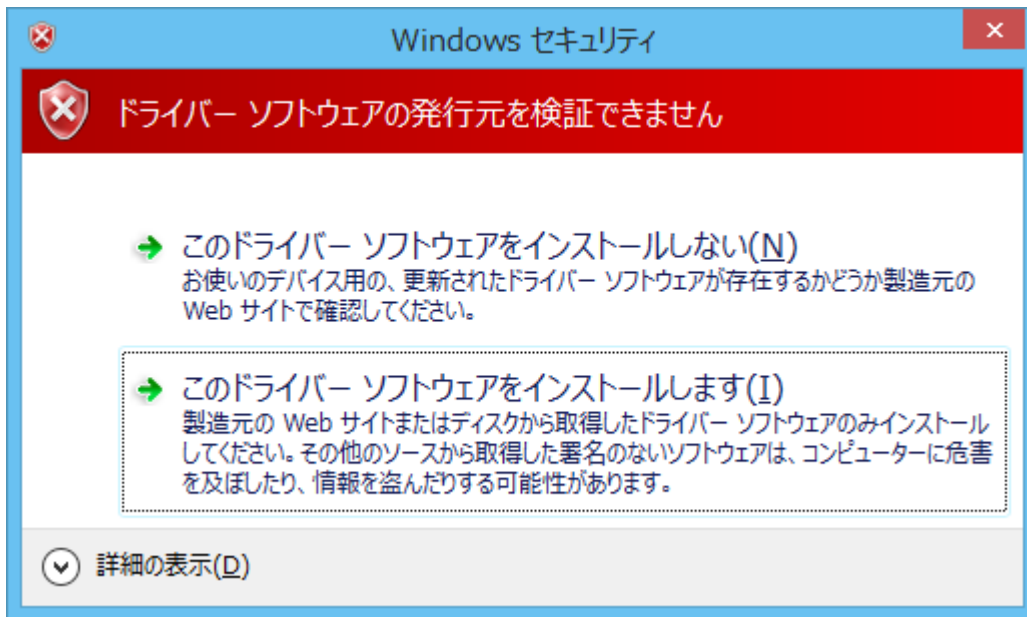 Windows セキュリティ
ドライバー ソフトウェアの発行元を検証できません
このドライバー ソフトウェアをインストールしない(N)
お使いのデバイス用の、更新されたドライバー ソフトウェアが存在するかどうか製造元の
Web サイトで確認してください。
このドライバー ソフトウェアをインストールします(I)
製造元の Web サイトまたはディスクから取得したドライバー ソフトウェアのみインストール
してください。その他のソースから取得した署名のないソフトウェアは、コンピューターに危害
を及ぼしたり、情報を盗んだりする可能性があります。
詳細の表示(D)